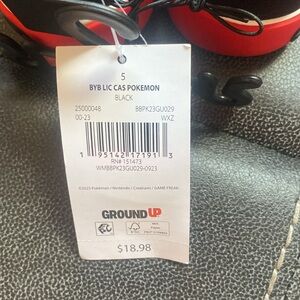 5
BYB LIC CAS POKEMON
BLACK
25000048 BBPK23GU029
00-23 WXZ
1 95142 17191 3
RN# 151473
WMBBPK23GU029-0923
©2023 Pokémon / Nintendo / Creatures / GAME FREAK
GROUND UP
$18.98